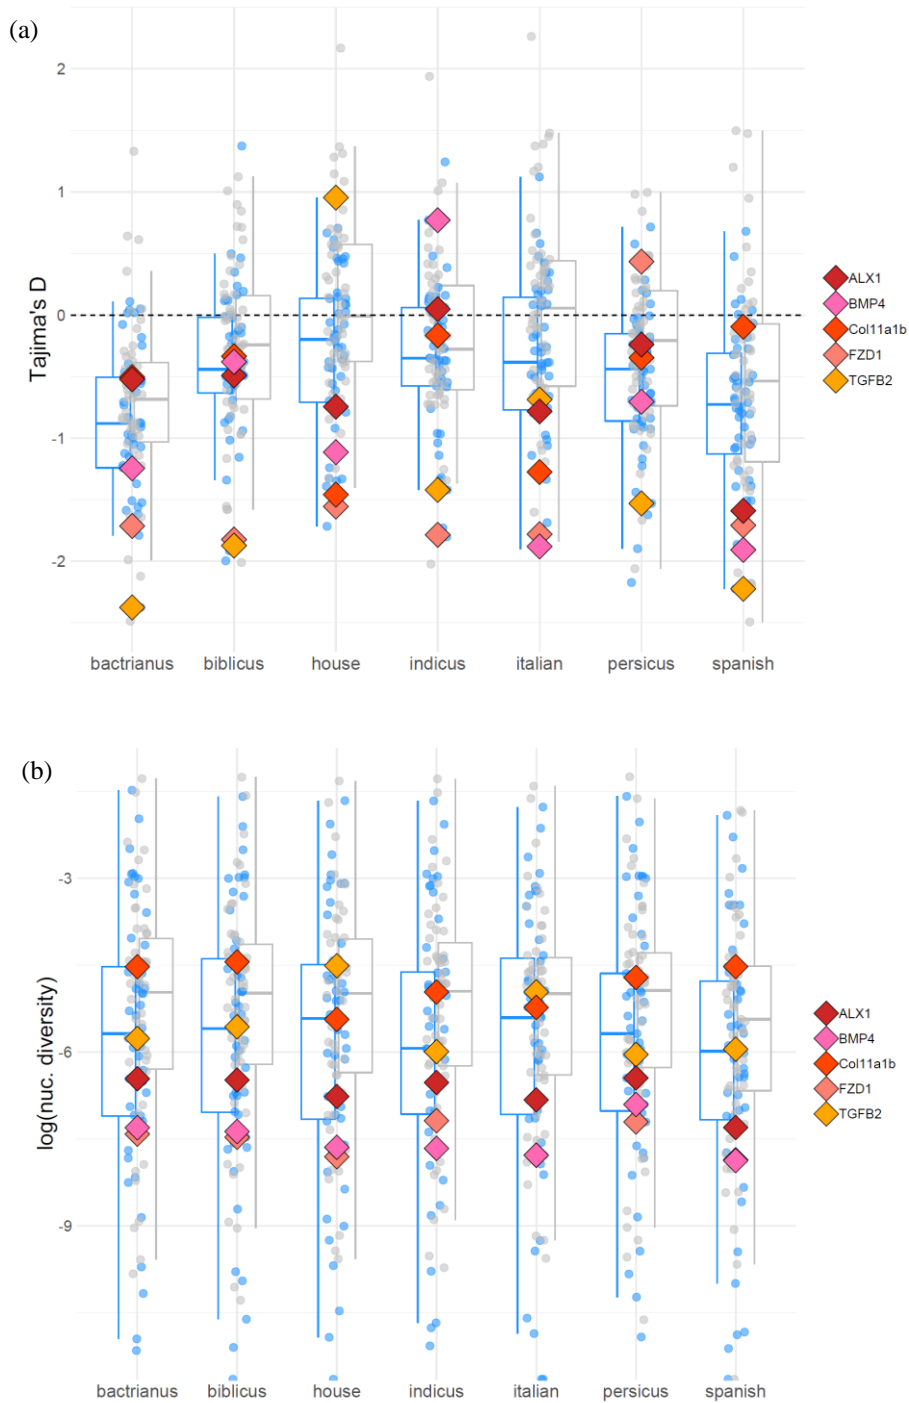 (a)
Tajima's D
2
1
0
-1
-2
bactrianus biblicus house indicus italian persicus spanish
ALX1
BMP4
Col11a1b
FZD1
TGFB2
(b)
log(nuc. diversity)
-3
-6
-9
bactrianus biblicus house indicus italian persicus spanish
ALX1
BMP4
Col11a1b
FZD1
TGFB2